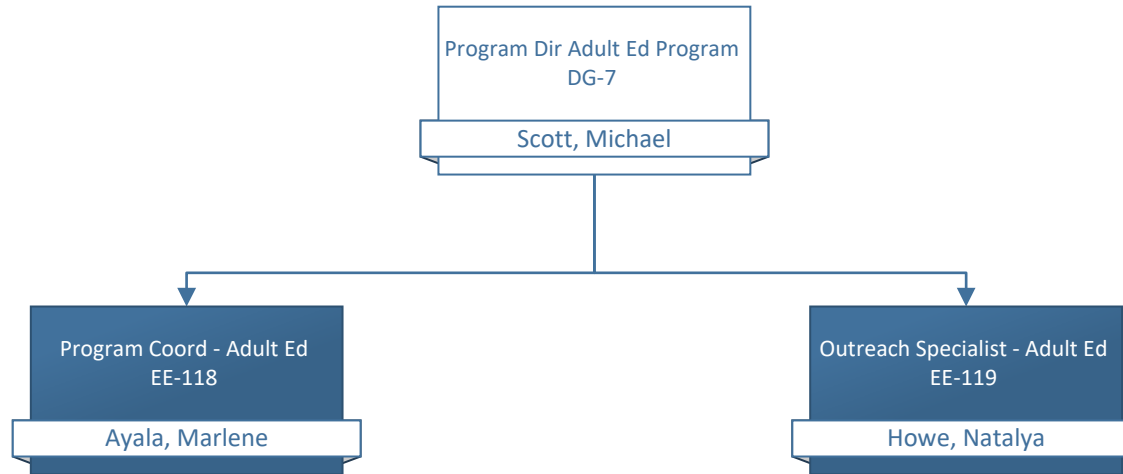 Program Dir Adult Ed Program
DG-7
Scott, Michael
Program Coord - Adult Ed
EE-118
Ayala, Marlene
Outreach Specialist - Adult Ed
EE-119
Howe, Natalya